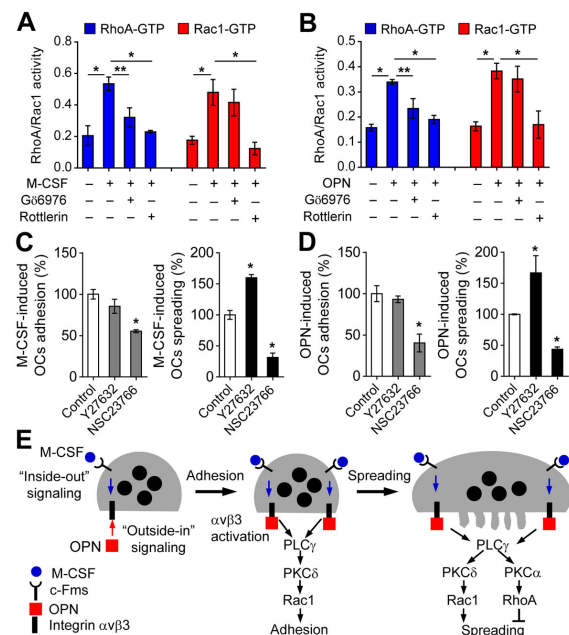 A
RhoA-GTP Rac1-GTP
RhoA/Rac1 activity
0.8
0.6
0.4
0.2
0.0
* ** * * *
M-CSF – + + + – + + +
Gö6976 – – + – – – + –
Rottlerin – – – + – – – +
B
RhoA-GTP Rac1-GTP
RhoA/Rac1 activity
0.5
0.4
0.3
0.2
0.1
0.0
* ** * * *
OPN – + + + – + + +
Gö6976 – – + – – – + –
Rottlerin – – – + – – – +
C
M-CSF-induced
OCs adhesion (%)
150
100
50
0
*
Control
Y27632
NSC23766
M-CSF-induced
OCs spreading (%)
200
150
100
50
0
*
*
Control
Y27632
NSC23766
D
OPN-induced
OCs adhesion (%)
150
100
50
0
*
Control
Y27632
NSC23766
OPN-induced
OCs spreading (%)
200
150
100
50
0
*
*
Control
Y27632
NSC23766
E
M-CSF
"Inside-out"
signaling
"Outside-in"
signaling
OPN
M-CSF
c-Fms
OPN
Integrin αvβ3
Adhesion
αvβ3
activation
PLCγ
PKCδ
Rac1
Adhesion
Spreading
PLCγ
PKCδ PKCα
Rac1 RhoA
Spreading